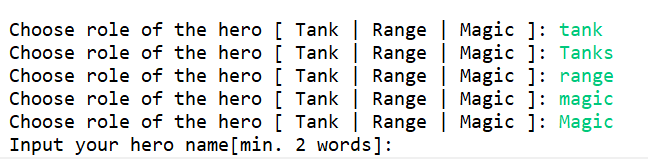 Choose role of the hero [ Tank | Range | Magic ]: tank
Choose role of the hero [ Tank | Range | Magic ]: Tanks
Choose role of the hero [ Tank | Range | Magic ]: range
Choose role of the hero [ Tank | Range | Magic ]: magic
Choose role of the hero [ Tank | Range | Magic ]: Magic
Input your hero name[min. 2 words]: